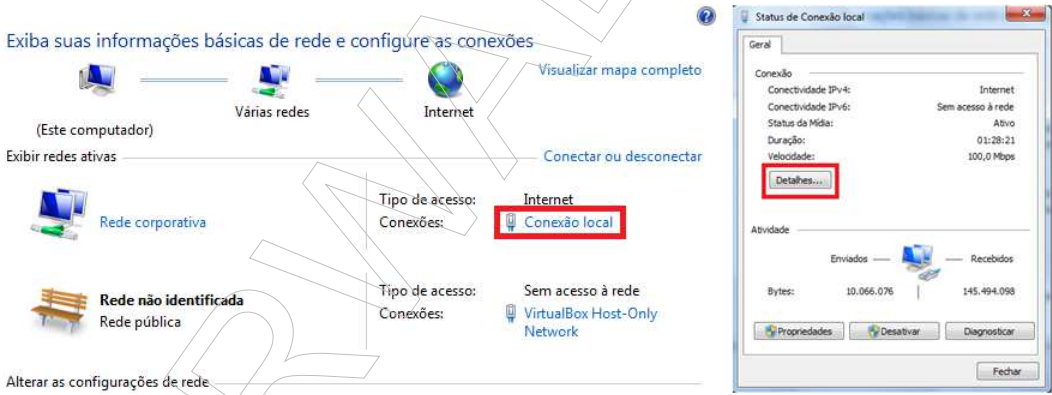 Exiba suas informações básicas de rede e configure as conexões
Visualizar mapa completo
Várias redes
Internet
(Este computador)
Exibir redes ativas
Conectar ou desconectar
Rede corporativa
Tipo de acesso: Internet
Conexões: Conexão local
Rede não identificada
Rede pública
Tipo de acesso: Sem acesso à rede
Conexões: VirtualBox Host-Only
Network
Alterar as configurações de rede
Status de Conexão local
Geral
Conexão
Conectividade IPv4: Internet
Conectividade IPv6: Sem acesso à rede
Status da Mídia: Ativo
Duração: 01:28:21
Velocidade: 100,0 Mbps
Detalhes...
Atividade
Enviados — Recebidos
Bytes: 10.066.076 | 145.494.098
Propriedades Desativar Diagnosticar
Fechar